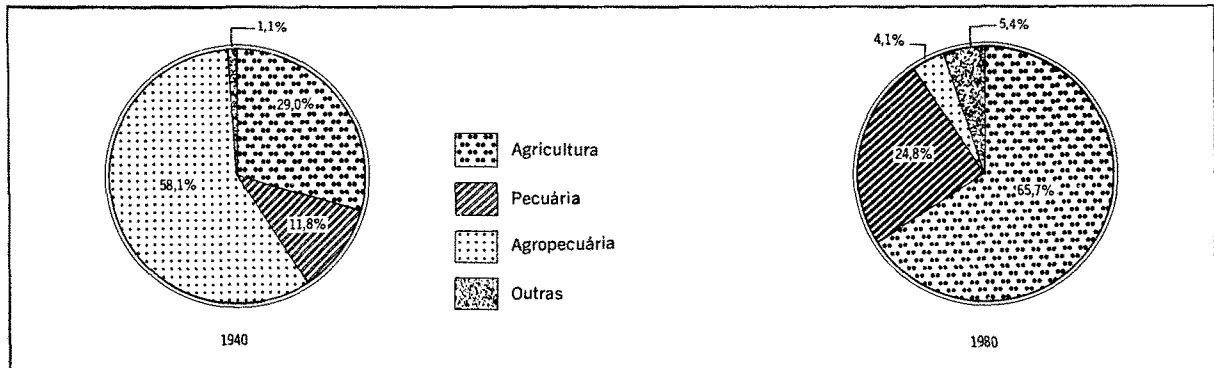 1,1%
29,0%
58,1%
11,8%
1940
Agricultura
Pecuária
Agropecuária
Outras
4,1%
5,4%
24,8%
65,7%
1980